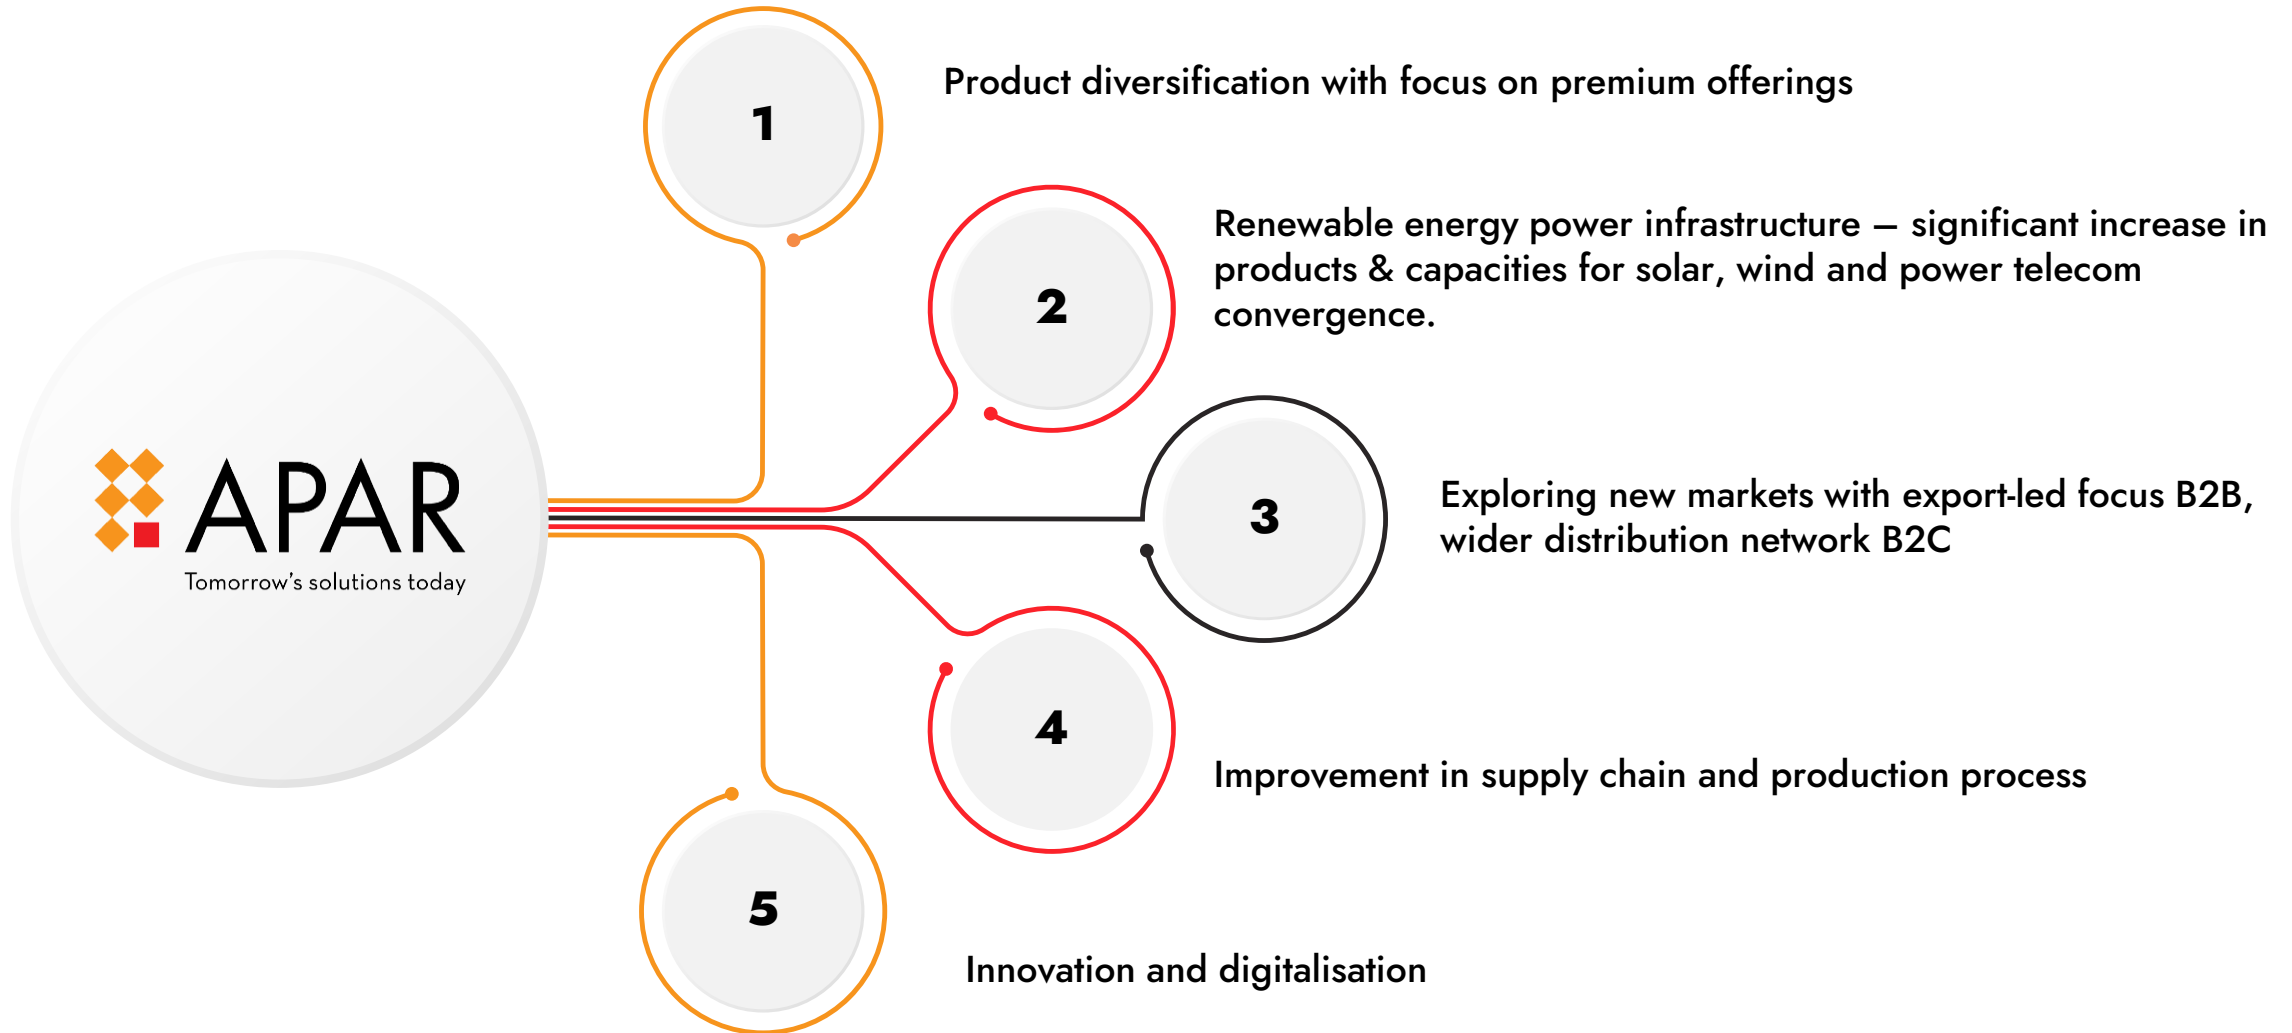 APAR
Tomorrow's solutions today
1
Product diversification with focus on premium offerings
2
Renewable energy power infrastructure – significant increase in
products & capacities for solar, wind and power telecom
convergence.
3
Exploring new markets with export-led focus B2B,
wider distribution network B2C
4
Improvement in supply chain and production process
5
Innovation and digitalisation